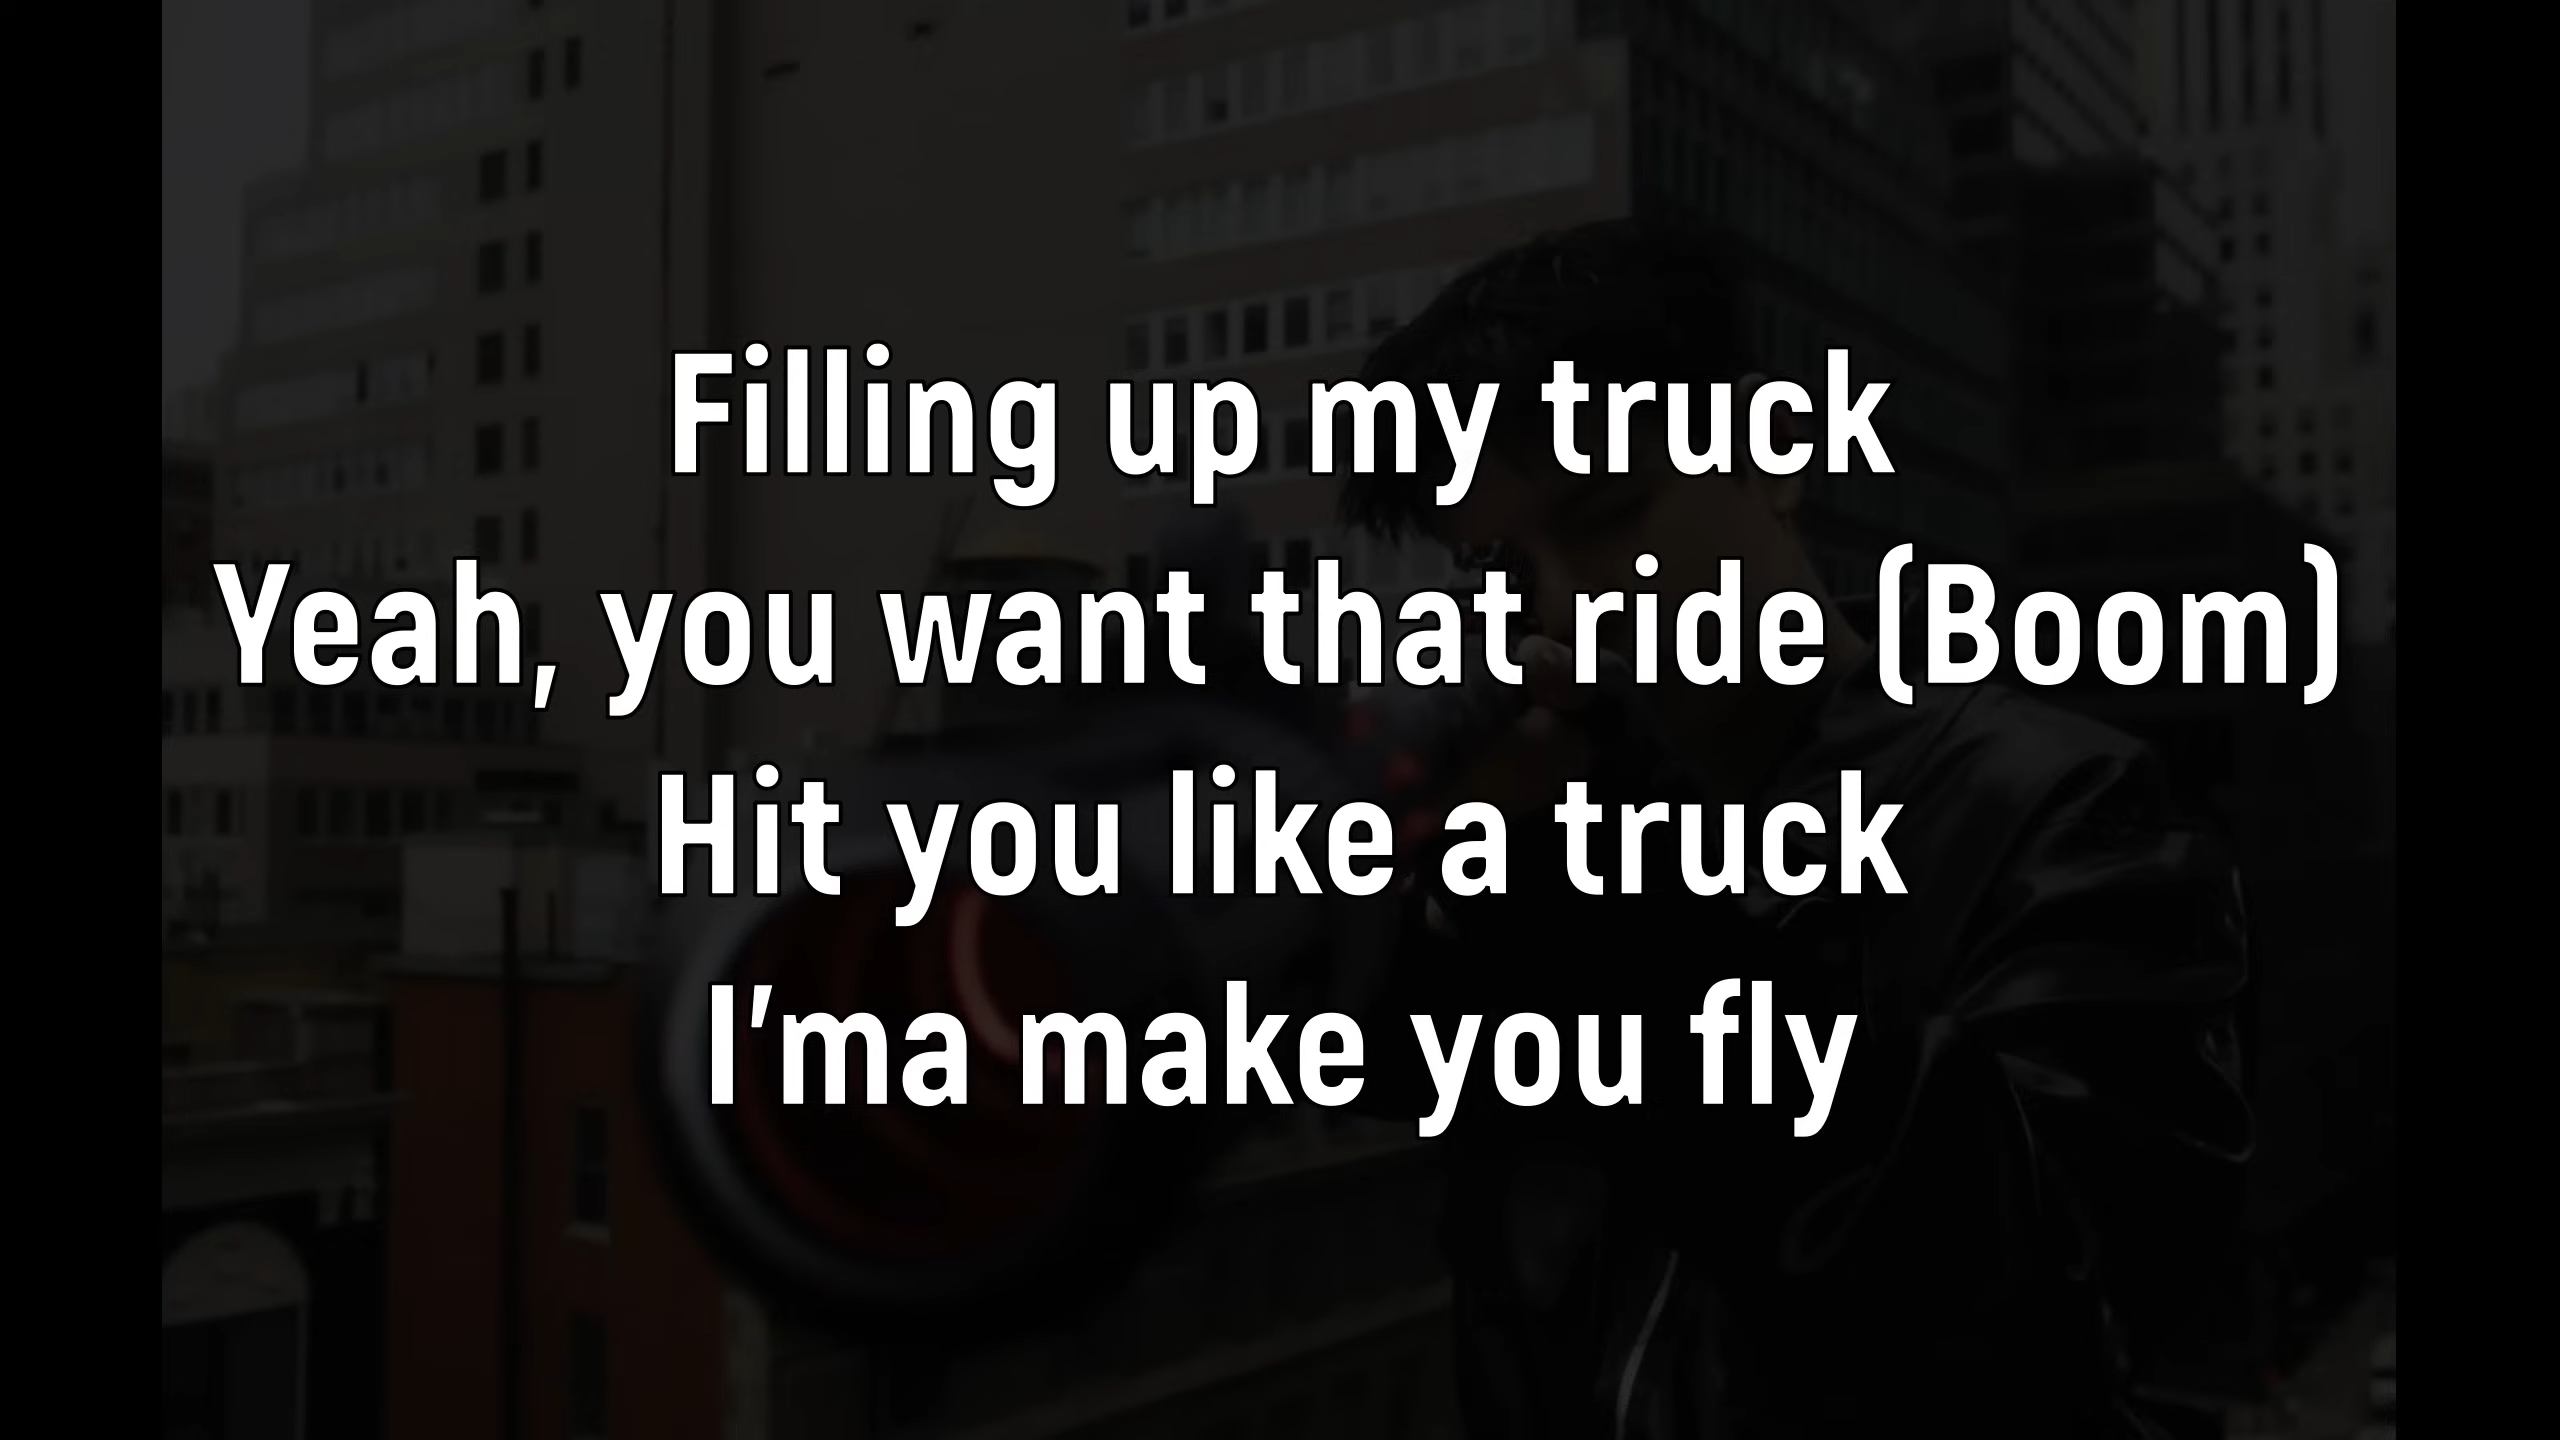 Filling up my truck
Yeah, you want that ride (Boom)
Hit you like a truck
I'ma make you fly